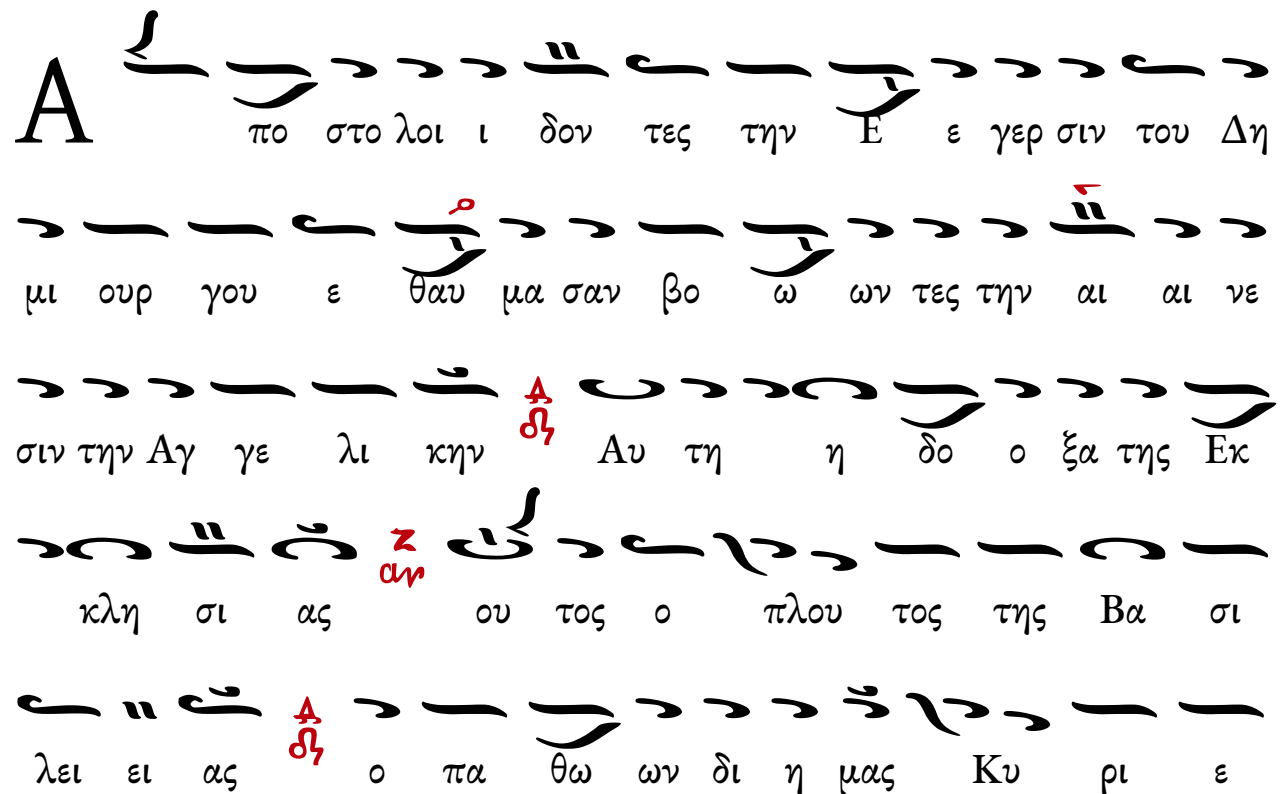 Α πο στο λοι ι δον τες την Ε ε γερ σιν του Δη
μι ουρ γου ε θαυ μα σαν βο ω ων τες την αι αι νε
σιν την Αγ γε λι κην Αυ τη η δο ο ξα της Εκ
κλη σι ας ου τος ο πλου τος της Βα σι
λει ει ας ο πα θω ων δι η μας Κυ ρι ε